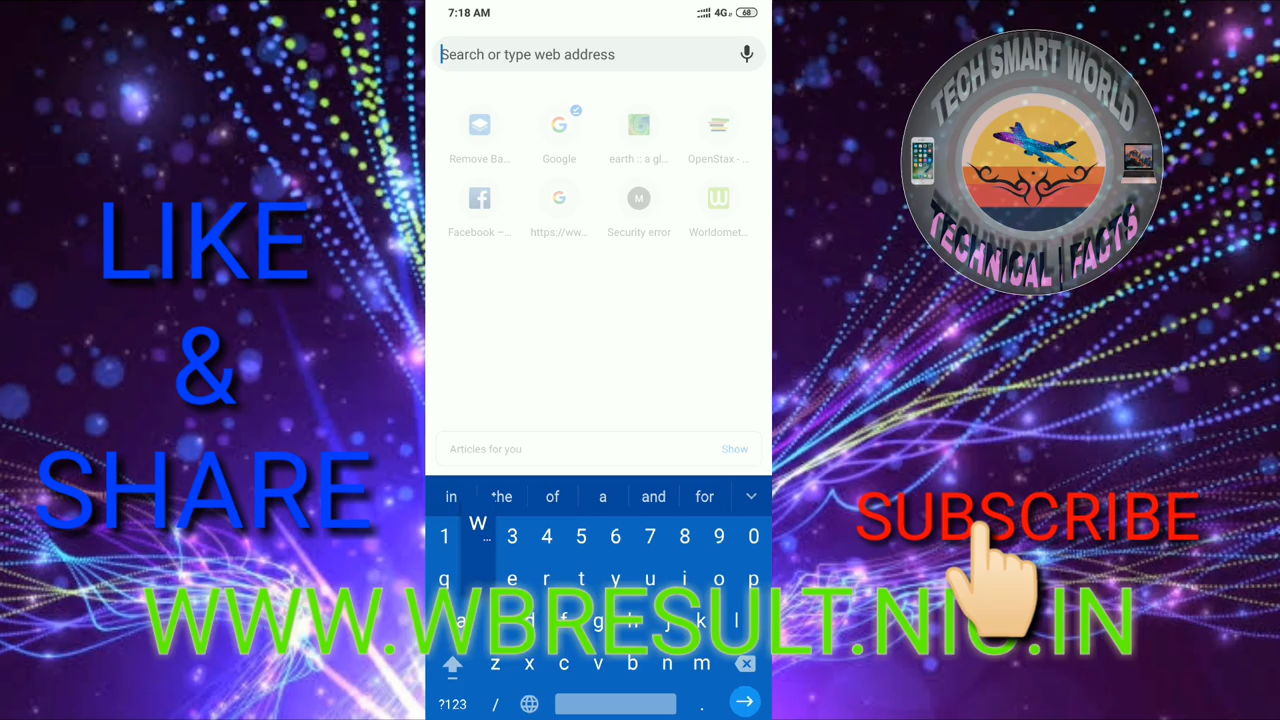 7:18 AM
4G
68
Search or type web address
Remove Ba...
Google
earth :: a gl...
OpenStax - ...
Facebook –...
https://ww...
M
Security error
Worldomet...
Articles for you
Show
in the of a and for
1 W 3 4 5 6 7 8 9 0
q e r t y u i o p
a d f g h j k l
z x c v b n m
?123 / .
LIKE
&
SHARE
TECH SMART WORLD
TECHNICAL | FACTS
SUBSCRIBE
WWW.WBRESULT.NIC.IN